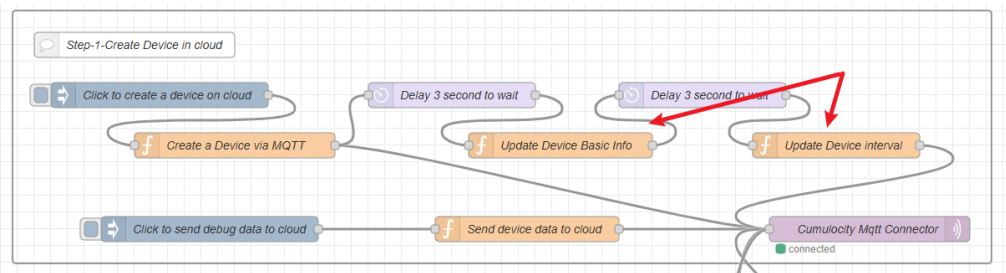 Step-1-Create Device in cloud
Click to create a device on cloud
Delay 3 second to wait
Delay 3 second to wait
Create a Device via MQTT
Update Device Basic Info
Update Device interval
Click to send debug data to cloud
Send device data to cloud
Cumulocity Mqtt Connector
connected